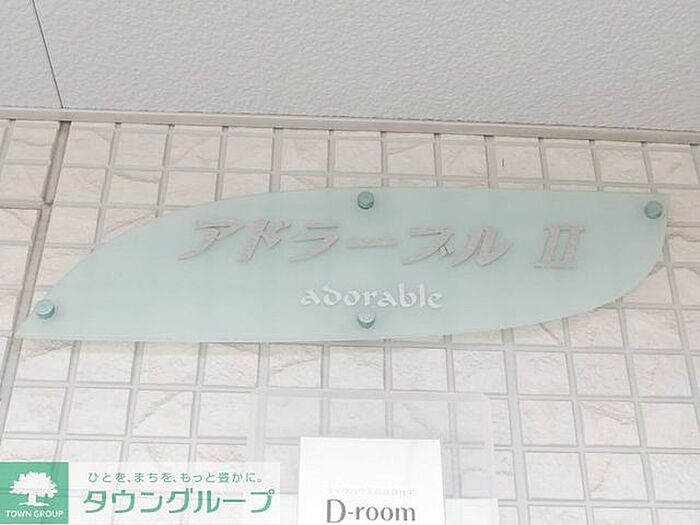 アドラーブル Ⅱ
adorable
D-room
ひとを、まちを、もっと豊かに。
タウングループ
TOWN GROUP